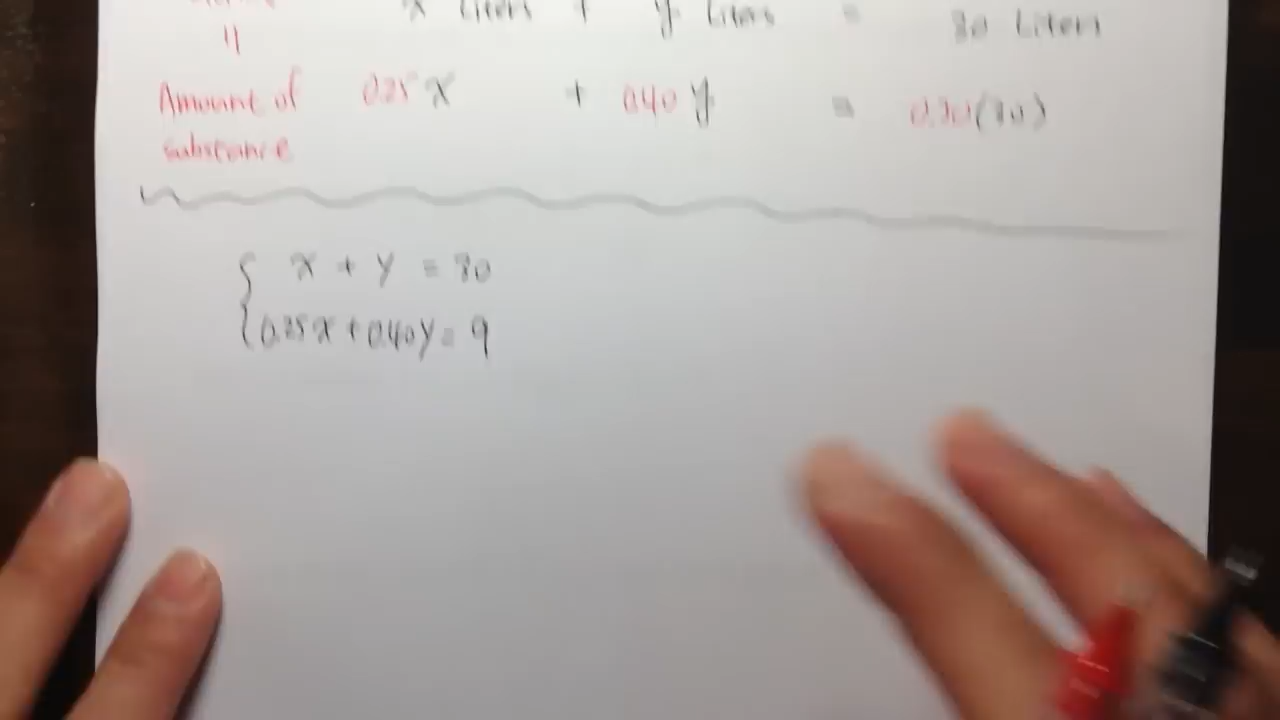 x Liters + y Liters = 30 Liters
11
Amount of 0.25x + 0.40y = 0.30(30)
substance
x + y = 30
0.25x + 0.40y = 9